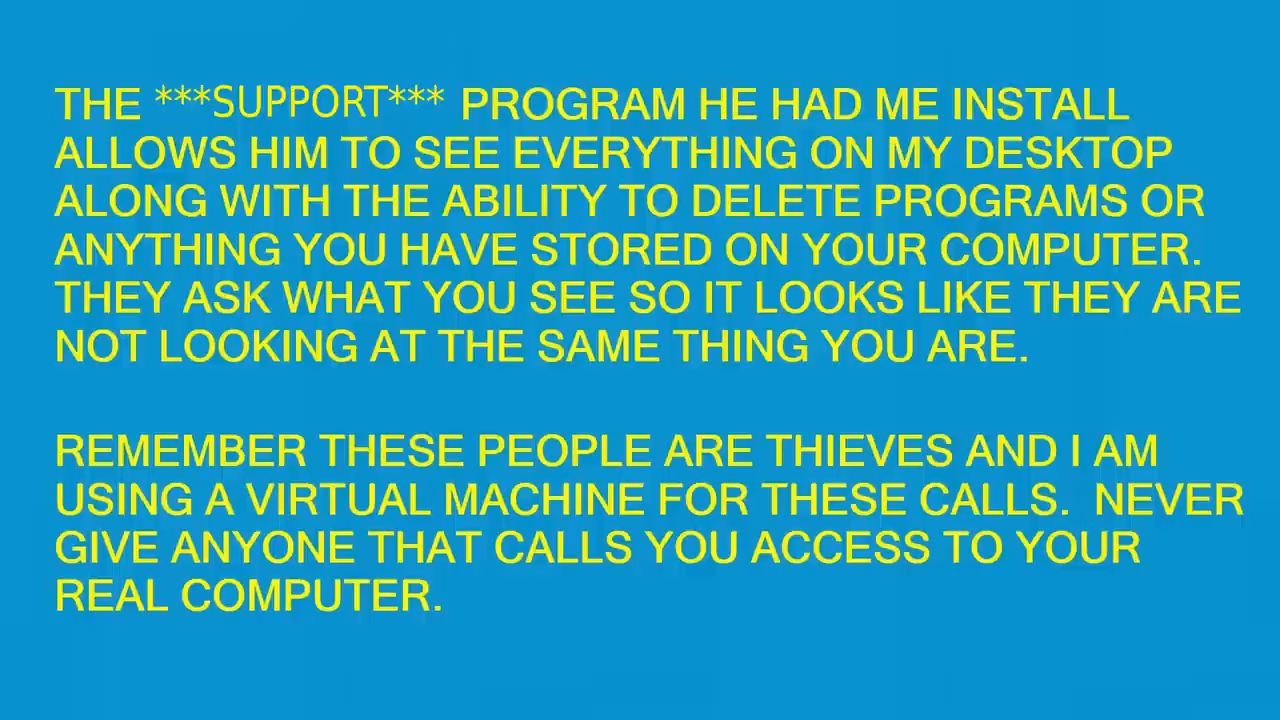 THE ***SUPPORT*** PROGRAM HE HAD ME INSTALL
ALLOWS HIM TO SEE EVERYTHING ON MY DESKTOP
ALONG WITH THE ABILITY TO DELETE PROGRAMS OR
ANYTHING YOU HAVE STORED ON YOUR COMPUTER.
THEY ASK WHAT YOU SEE SO IT LOOKS LIKE THEY ARE
NOT LOOKING AT THE SAME THING YOU ARE.
REMEMBER THESE PEOPLE ARE THIEVES AND I AM
USING A VIRTUAL MACHINE FOR THESE CALLS.  NEVER
GIVE ANYONE THAT CALLS YOU ACCESS TO YOUR
REAL COMPUTER.